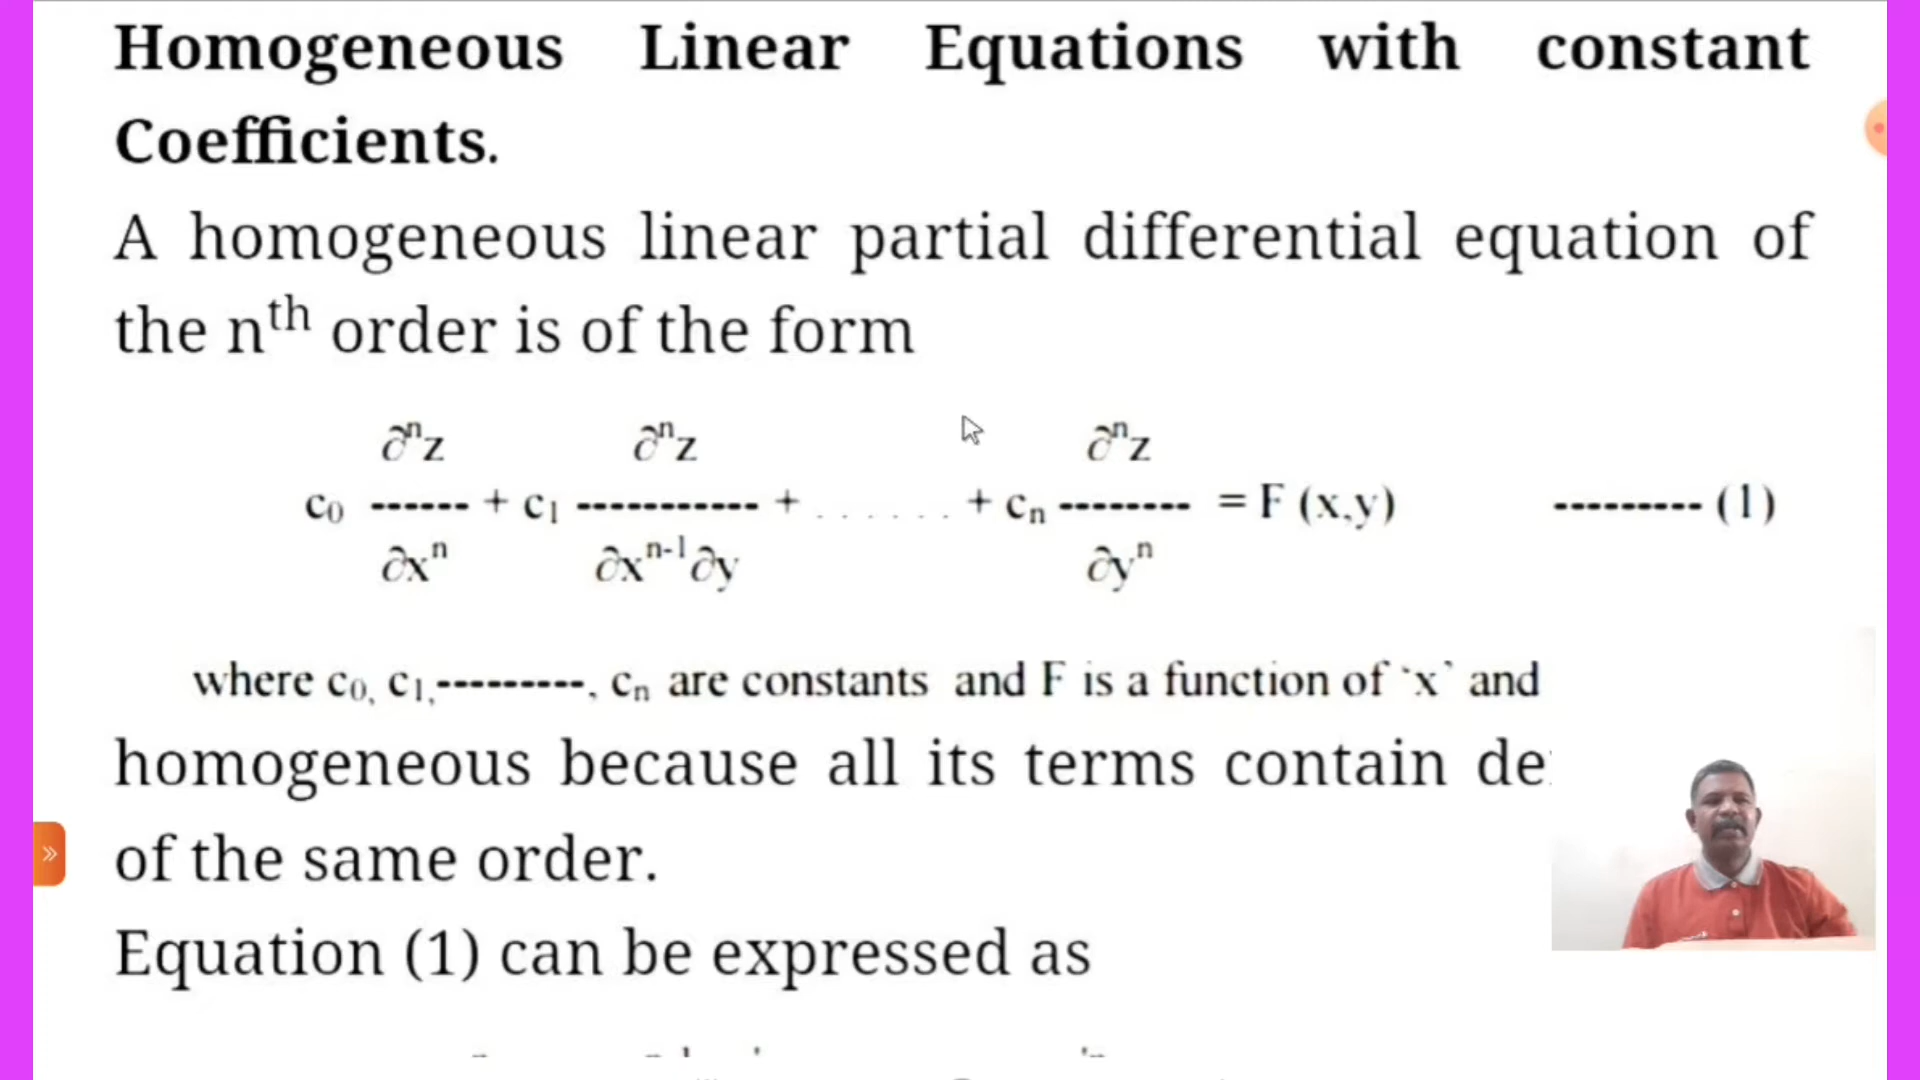 Homogeneous Linear Equations with constant
Coefficients.
A homogeneous linear partial differential equation of
the nᵗʰ order is of the form
c₀ ∂ⁿz ------ ∂xⁿ + c₁ ∂ⁿz ----------- ∂xⁿ⁻¹∂y + . . . . . . + cₙ ∂ⁿz -------- ∂yⁿ = F (x,y) --------- (1)
where c₀, c₁,---------, cₙ are constants and F is a function of ‘x’ and
homogeneous because all its terms contain
of the same order.
Equation (1) can be expressed as